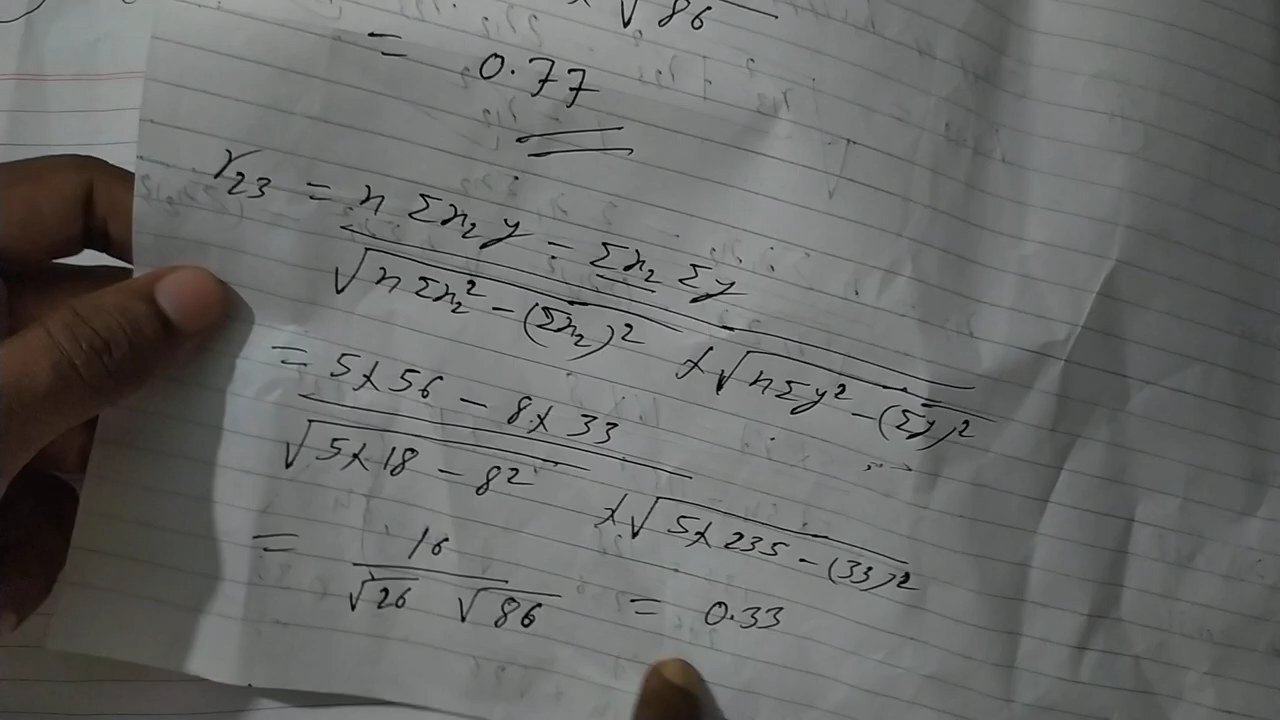 √86
= 0.77
r23 = n Σx2y - Σx2 Σy
√nΣx2² - (Σx2)² × √nΣy² - (Σy)²
= 5×56 - 8×33
√5×18 - 8² × √5×235 - (33)²
= 16
√26 √86 = 0.33